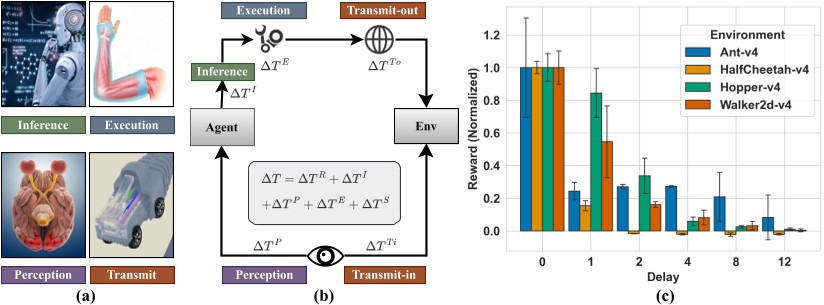 Inference
Execution
Perception
Transmit
(a)
Execution
Transmit-out
ΔT^E
ΔT^{To}
Inference
ΔT^I
Agent
Env
ΔT = ΔT^R + ΔT^I
+ΔT^P + ΔT^E + ΔT^S
ΔT^P
ΔT^{Ti}
Perception
Transmit-in
(b)
Reward (Normalized)
1.4
1.2
1.0
0.8
0.6
0.4
0.2
0.0
Environment
Ant-v4
HalfCheetah-v4
Hopper-v4
Walker2d-v4
0 1 2 4 8 12
Delay
(c)